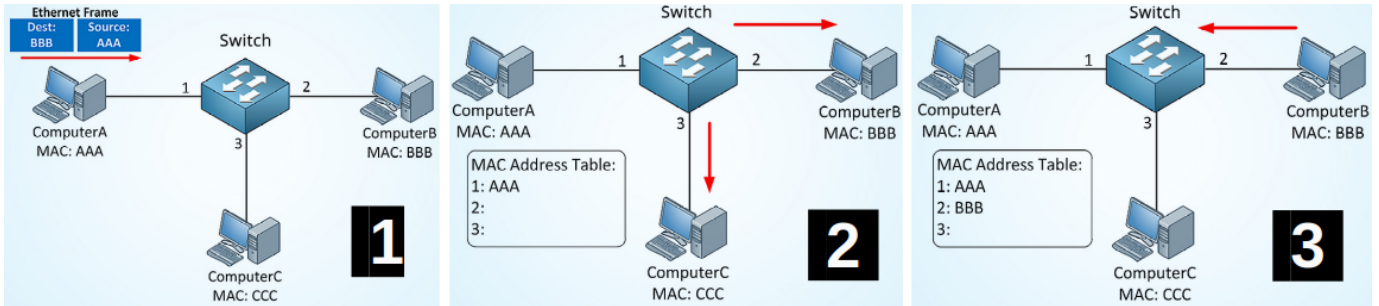 Ethernet Frame
Dest: Source:
BBB AAA
Switch
1 2
ComputerA
MAC: AAA
ComputerB
MAC: BBB
3
ComputerC
MAC: CCC
1
Switch
1 2
ComputerA
MAC: AAA
ComputerB
MAC: BBB
3
MAC Address Table:
1: AAA
2:
3:
ComputerC
MAC: CCC
2
Switch
1 2
ComputerA
MAC: AAA
ComputerB
MAC: BBB
3
MAC Address Table:
1: AAA
2: BBB
3:
ComputerC
MAC: CCC
3